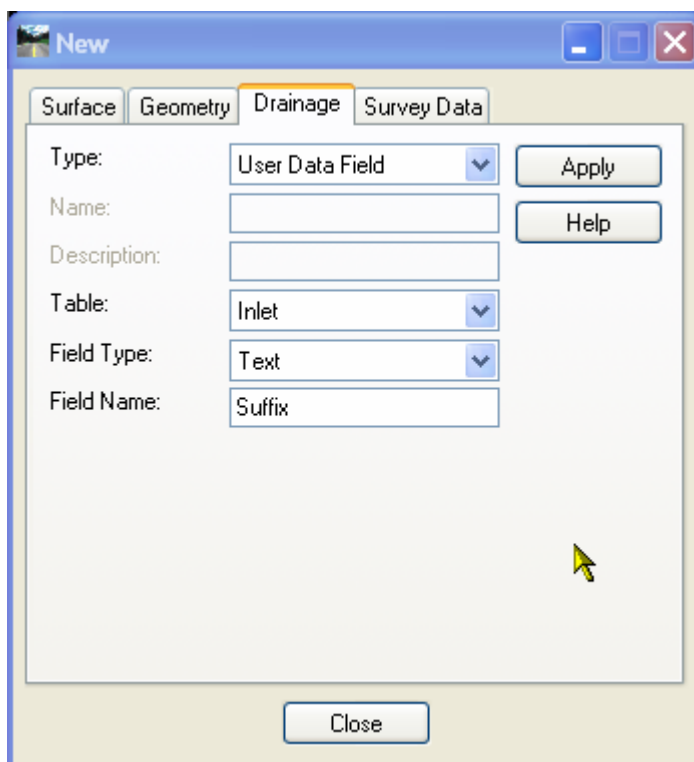 New
Surface Geometry Drainage Survey Data
Type: User Data Field Apply
Name: Help
Description:
Table: Inlet
Field Type: Text
Field Name: Suffix
Close